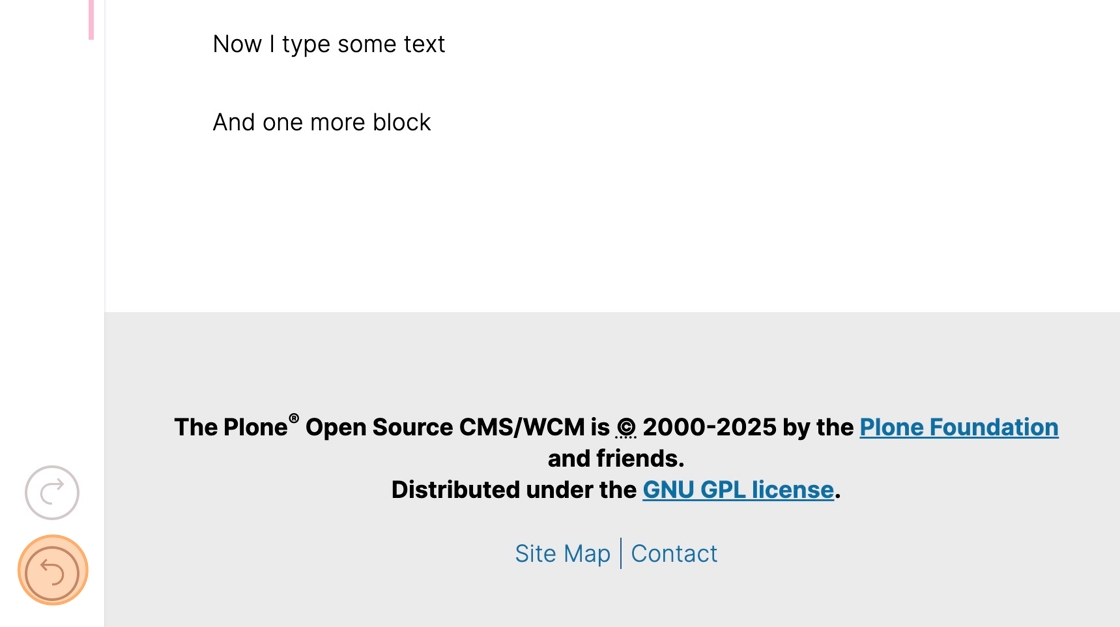 Now I type some text
And one more block
The Plone® Open Source CMS/WCM is © 2000-2025 by the Plone Foundation
and friends.
Distributed under the GNU GPL license.
Site Map | Contact